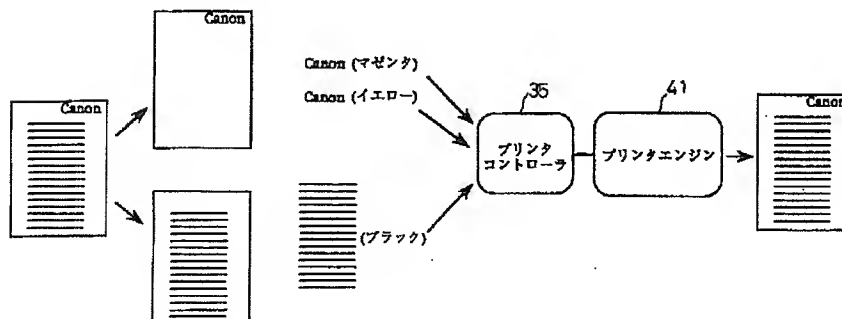 Canon
Canon
Canon (マゼンタ)
Canon (イエロー)
(ブラック)
35
プリンタ
コントローラ
41
プリンタエンジン
Canon